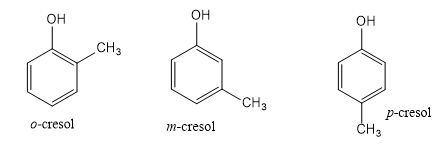 OH
CH3
o-cresol
OH
CH3
m-cresol
OH
CH3
p-cresol